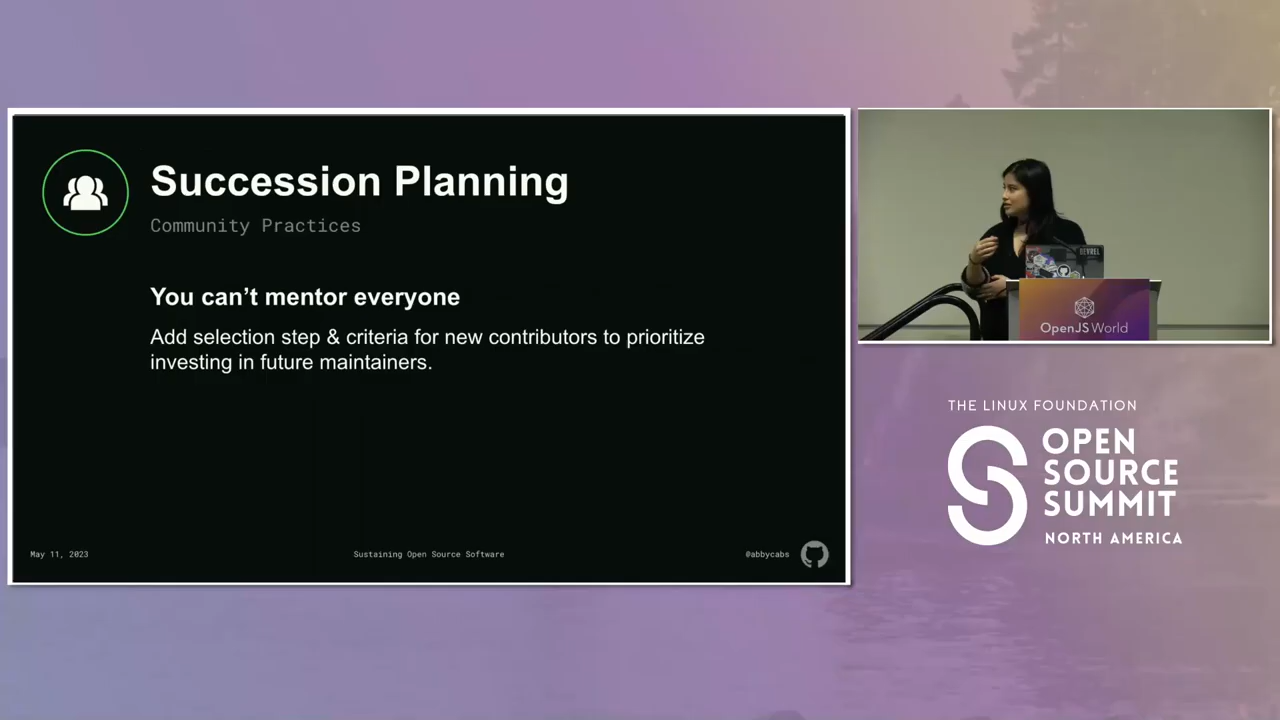 Succession Planning
Community Practices
You can't mentor everyone
Add selection step & criteria for new contributors to prioritize
investing in future maintainers.
May 11, 2023
Sustaining Open Source Software
@abbycabs
DEVREL
OpenJS World
THE LINUX FOUNDATION
OPEN
SOURCE
SUMMIT
NORTH AMERICA